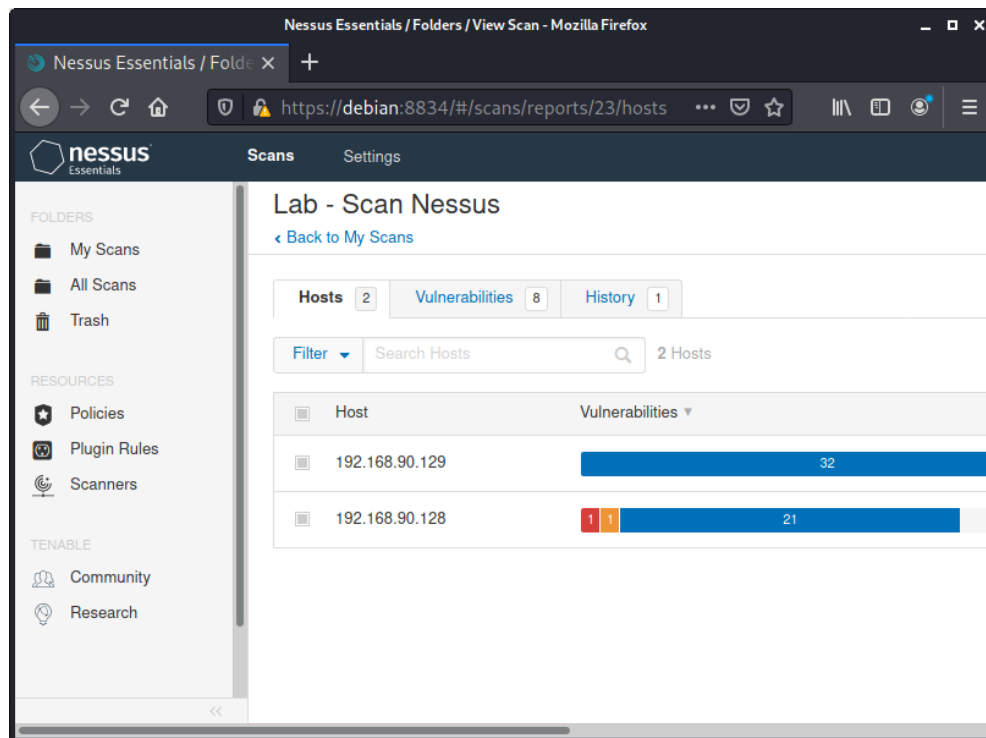 Nessus Essentials / Folders / View Scan - Mozilla Firefox
Nessus Essentials / Folde
https://debian:8834/#/scans/reports/23/hosts
nessus
Essentials
Scans Settings
FOLDERS
My Scans
All Scans
Trash
RESOURCES
Policies
Plugin Rules
Scanners
TENABLE
Community
Research
Lab - Scan Nessus
Back to My Scans
Hosts 2 Vulnerabilities 8 History 1
Filter Search Hosts 2 Hosts
Host Vulnerabilities
192.168.90.129 32
192.168.90.128 1 1 21